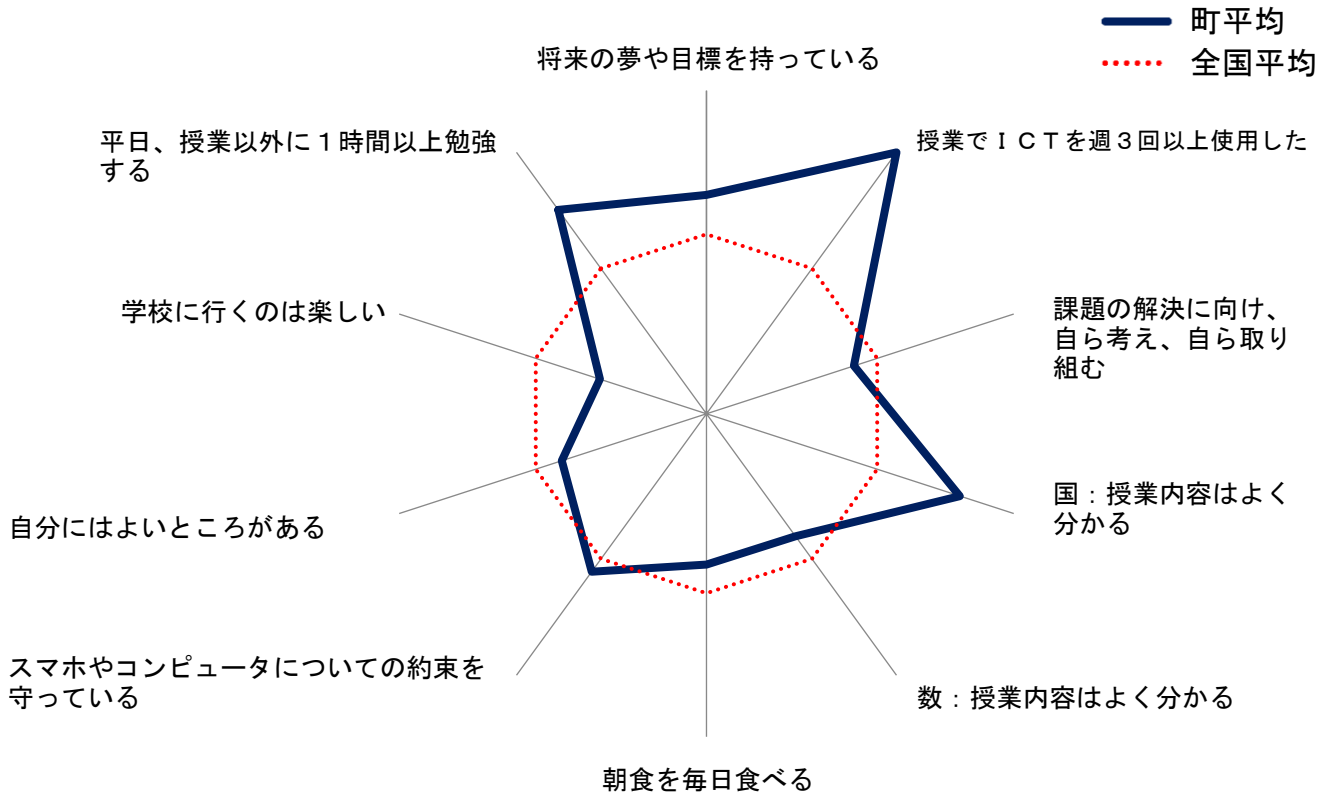 町平均
全国平均
将来の夢や目標を持っている
授業でＩＣＴを週３回以上使用した
課題の解決に向け、
自ら考え、自ら取り
組む
国：授業内容はよく
分かる
数：授業内容はよく分かる
朝食を毎日食べる
スマホやコンピュータについての約束を
守っている
自分にはよいところがある
学校に行くのは楽しい
平日、授業以外に１時間以上勉強
する